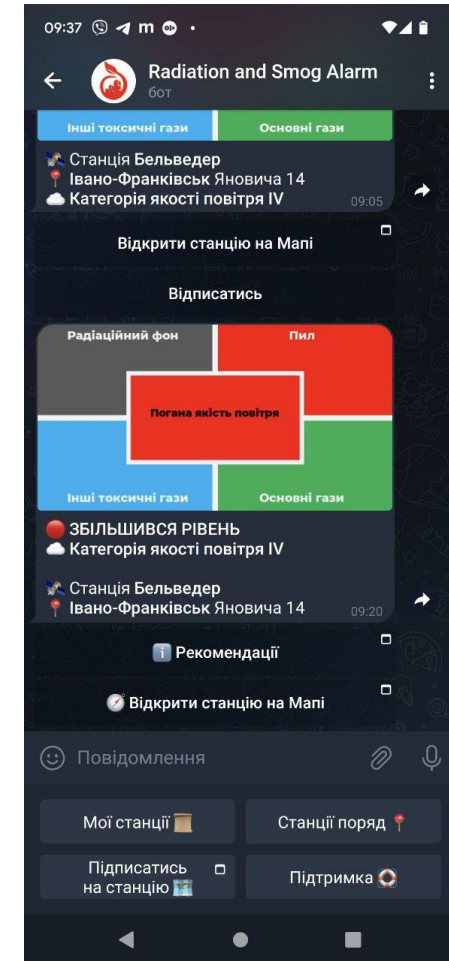 09:37
Radiation and Smog Alarm
бот
Інші токсичні гази
Основні гази
Станція Бельведер
Івано-Франківськ Яновича 14
Категорія якості повітря IV
09:05
Відкрити станцію на Мапі
Відписатись
Радіаційний фон
Пил
Погана якість повітря
Інші токсичні гази
Основні гази
ЗБІЛЬШИВСЯ РІВЕНЬ
Категорія якості повітря IV
Станція Бельведер
Івано-Франківськ Яновича 14
09:20
Рекомендації
Відкрити станцію на Мапі
Повідомлення
Мої станції
Станції поряд
Підписатись
на станцію
Підтримка